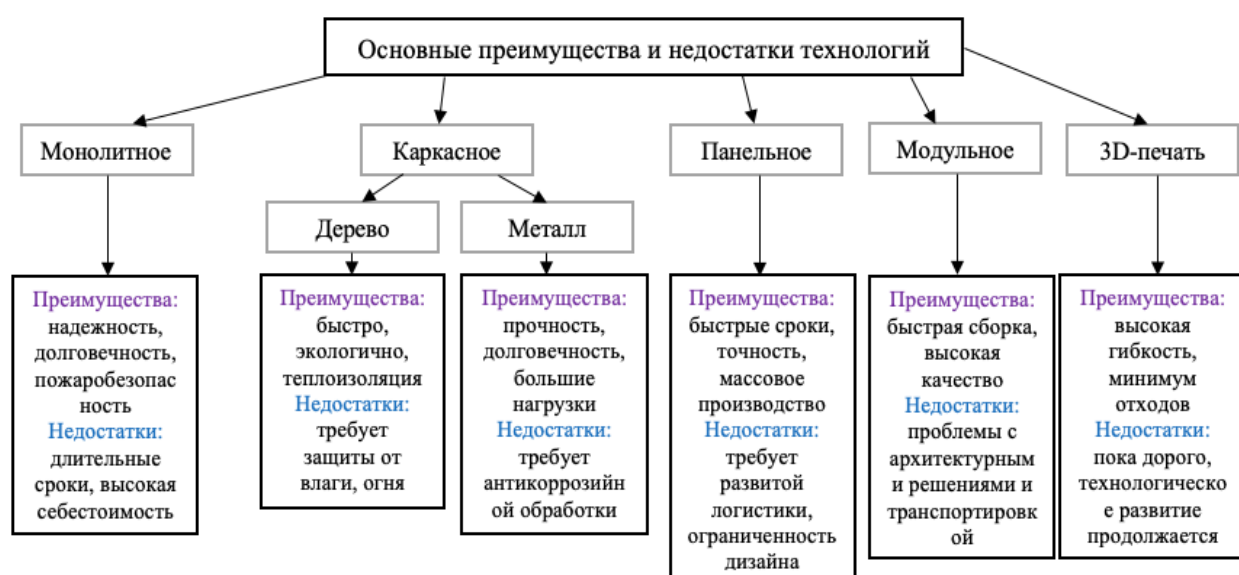 Основные преимущества и недостатки технологий
Монолитное
Каркасное
Панельное
Модульное
3D-печать
Дерево
Металл
Преимущества:
надежность,
долговечность,
пожаробезопас
ность
Недостатки:
длительные
сроки, высокая
себестоимость
Преимущества:
быстро,
экологично,
теплоизоляция
Недостатки:
требует
защиты от
влаги, огня
Преимущества:
прочность,
долговечность,
большие
нагрузки
Недостатки:
требует
антикоррозийн
ой обработки
Преимущества:
быстрые сроки,
точность,
массовое
производство
Недостатки:
требует
развитой
логистики,
ограниченность
дизайна
Преимущества:
быстрая сборка,
высокая
качество
Недостатки:
проблемы с
архитектурным
и решениями и
транспортировк
ой
Преимущества:
высокая
гибкость,
минимум
отходов
Недостатки:
пока дорого,
технологическо
е развитие
продолжается